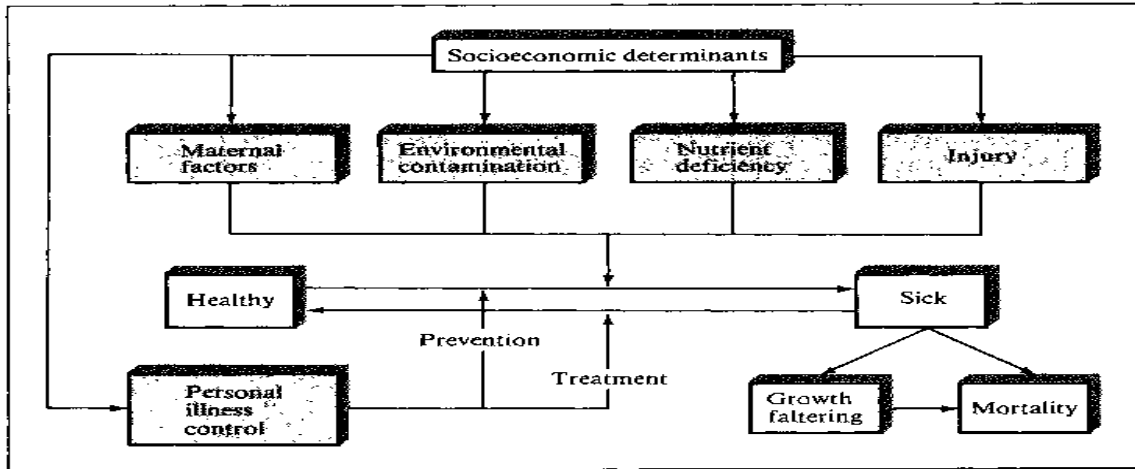 Socioeconomic determinants
Maternal
factors
Environmental
contamination
Nutrient
deficiency
Injury
Healthy
Sick
Prevention
Treatment
Personal
illness
control
Growth
faltering
Mortality